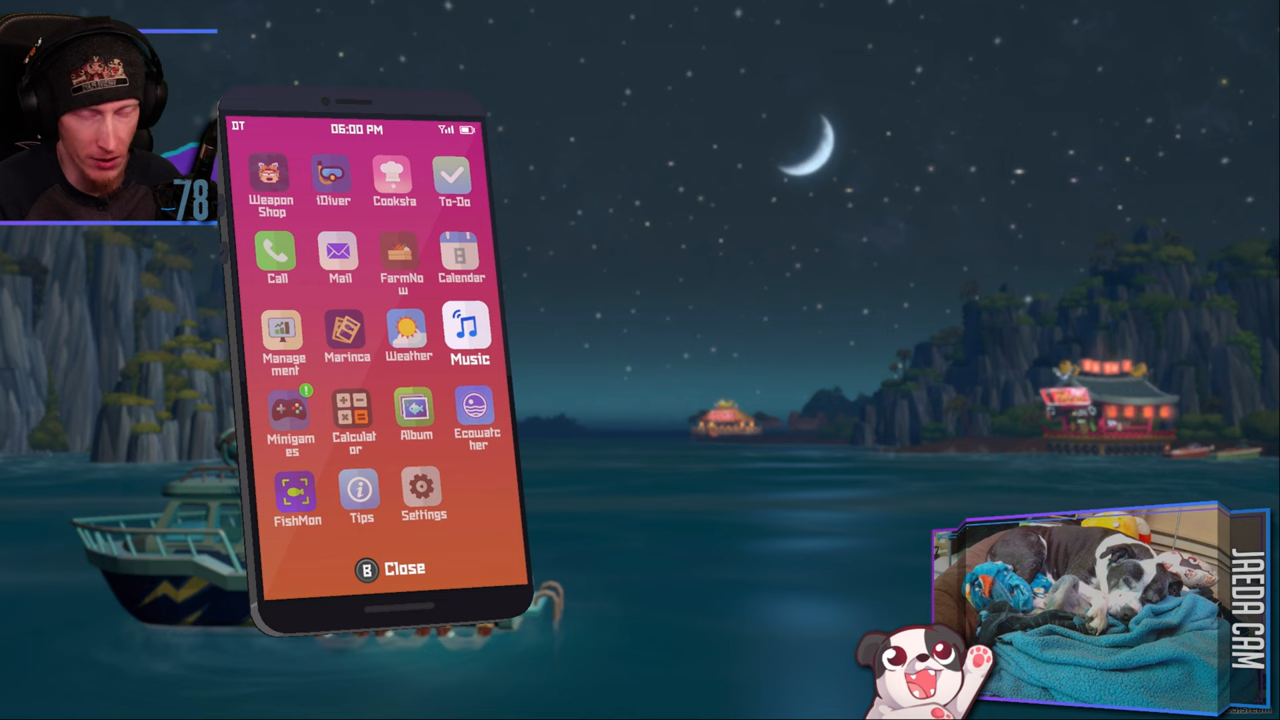 78
DT
06:00 PM
Weapon
Shop
iDiver
Cooksta
To-Do
Call
Mail
FarmNo
w
Calendar
Manage
ment
Marinca
Weather
Music
Minigam
es
Calculat
or
Album
Ecowatc
her
FishMon
Tips
Settings
B Close
JAEDA CAM